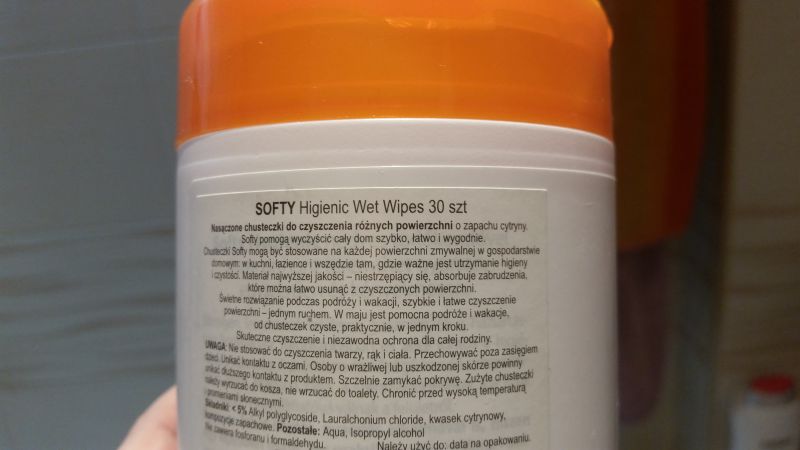 SOFTY Higienic Wet Wipes 30 szt
Nasączone chusteczki do czyszczenia różnych powierzchni o zapachu cytryny.
Softy pomogą wyczyścić cały dom szybko, łatwo i wygodnie.
Chusteczki Softy mogą być stosowane na każdej powierzchni zmywalnej w gospodarstwie
domowym: w kuchni, łazience i wszędzie tam, gdzie ważne jest utrzymanie higieny
i czystości. Materiał najwyższej jakości – niestrzępiący się, absorbuje zabrudzenia,
które można łatwo usunąć z czyszczonych powierzchni.
Świetne rozwiązanie podczas podróży i wakacji, szybkie i łatwe czyszczenie
powierzchni – jednym ruchem. W maju jest pomocna podróże i wakacje,
od chusteczek czyste, praktycznie, w jednym kroku.
Skuteczne czyszczenie i niezawodna ochrona dla całej rodziny.
UWAGA: Nie stosować do czyszczenia twarzy, rąk i ciała. Przechowywać poza zasięgiem
dzieci. Unikać kontaktu z oczami. Osoby o wrażliwej lub uszkodzonej skórze powinny
unikać dłuższego kontaktu z produktem. Szczelnie zamykać pokrywę. Zużyte chusteczki
należy wyrzucać do kosza, nie wrzucać do toalety. Chronić przed wysoką temperaturą
i promieniami słonecznymi.
Składniki: < 5% Alkyl polyglycoside, Lauralchonium chloride, kwasek cytrynowy,
kompozycje zapachowe. Pozostałe: Aqua, Isopropyl alcohol
Nie zawiera fosforanu i formaldehydu. Należy użyć do: data na opakowaniu.